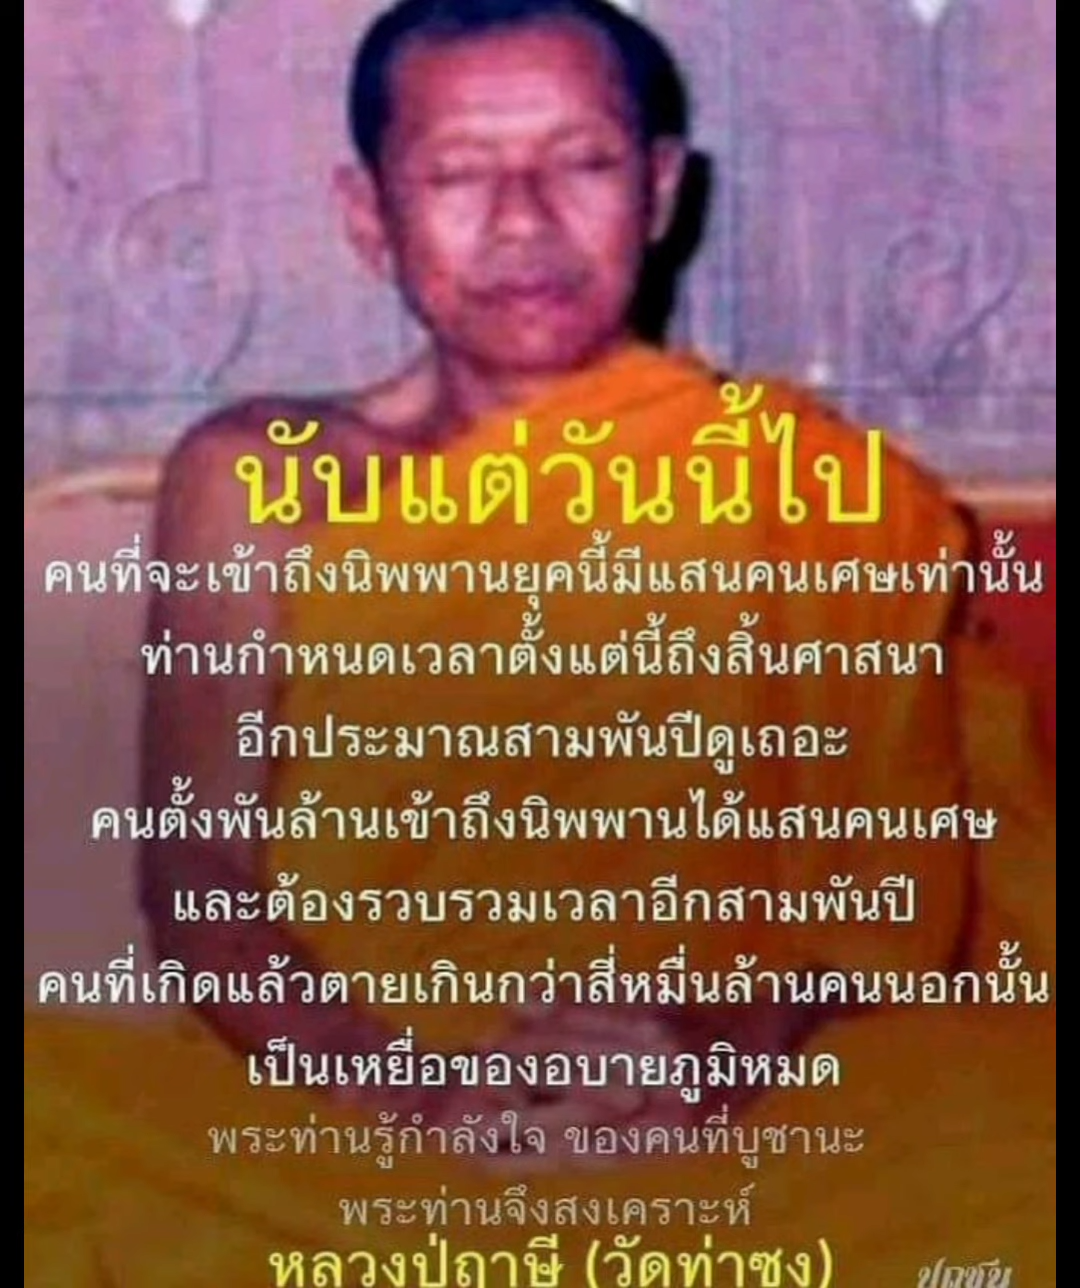 นับแต่วันนี้ไป
คนที่จะเข้าถึงนิพพานยุคนี้มีแสนคนเศษเท่านั้น
ท่านกำหนดเวลาตั้งแต่นี้ถึงสิ้นศาสนา
อีกประมาณสามพันปีดูเถอะ
คนตั้งพันล้านเข้าถึงนิพพานได้แสนคนเศษ
และต้องรวบรวมเวลาอีกสามพันปี
คนที่เกิดแล้วตายเกินกว่าสี่หมื่นล้านคนนอกนั้น
เป็นเหยื่อของอบายภูมิหมด
พระท่านรู้กำลังใจ ของคนที่บูชานะ
พระท่านจึงสงเคราะห์
หลวงปู่ฤาษี (วัดท่าซง)